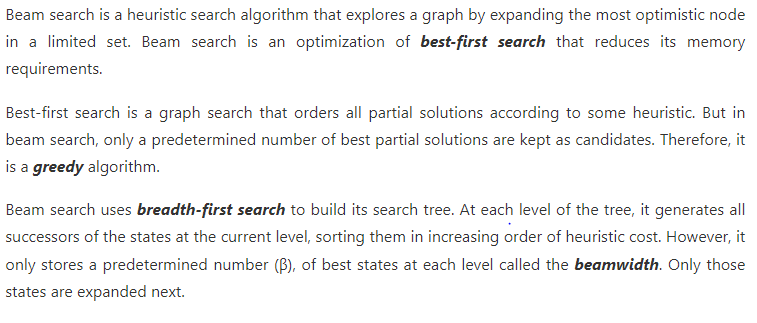 Beam search is a heuristic search algorithm that explores a graph by expanding the most optimistic node
in a limited set. Beam search is an optimization of best-first search that reduces its memory
requirements.
Best-first search is a graph search that orders all partial solutions according to some heuristic. But in
beam search, only a predetermined number of best partial solutions are kept as candidates. Therefore, it
is a greedy algorithm.
Beam search uses breadth-first search to build its search tree. At each level of the tree, it generates all
successors of the states at the current level, sorting them in increasing order of heuristic cost. However, it
only stores a predetermined number (β), of best states at each level called the beamwidth. Only those
states are expanded next.